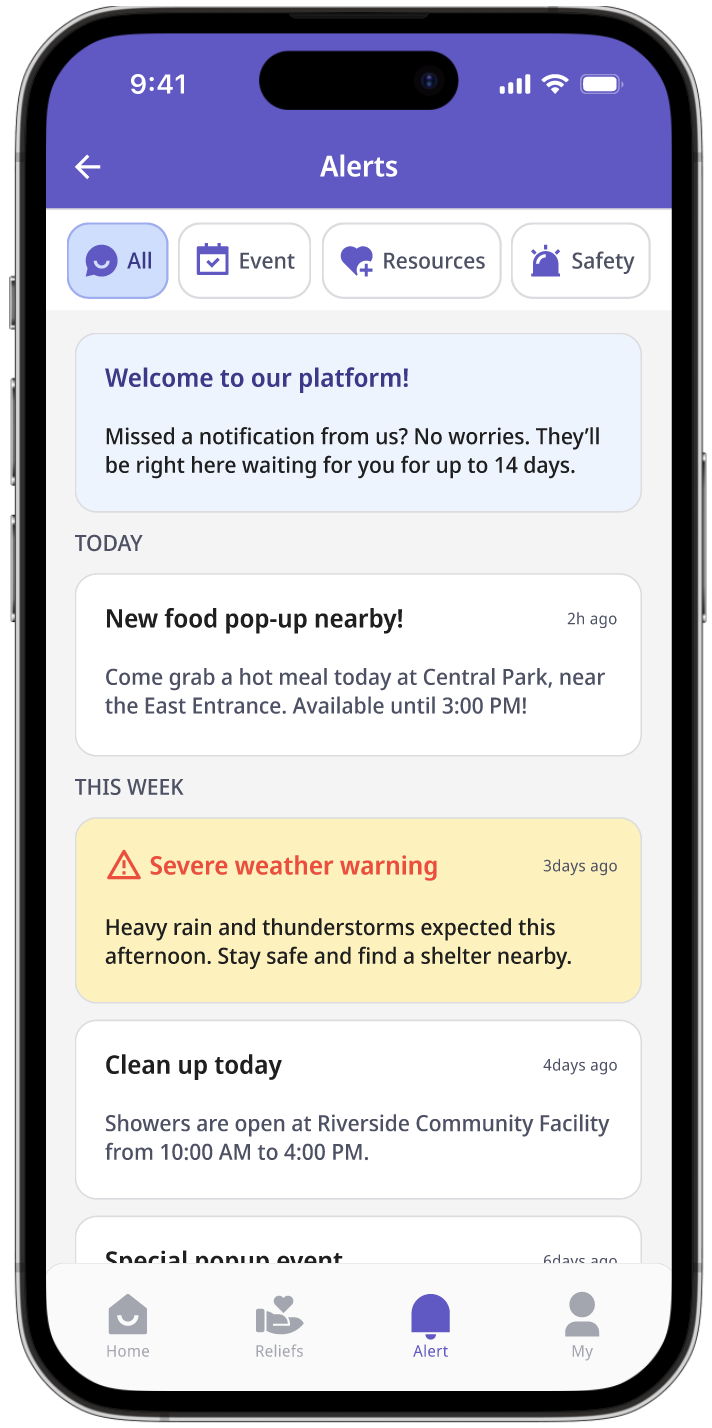 9:41
Alerts
All
Event
Resources
Safety
Welcome to our platform!
Missed a notification from us? No worries. They’ll
be right here waiting for you for up to 14 days.
TODAY
New food pop-up nearby!
2h ago
Come grab a hot meal today at Central Park, near
the East Entrance. Available until 3:00 PM!
THIS WEEK
Severe weather warning
3days ago
Heavy rain and thunderstorms expected this
afternoon. Stay safe and find a shelter nearby.
Clean up today
4days ago
Showers are open at Riverside Community Facility
from 10:00 AM to 4:00 PM.
Special popup event
6days ago
Home
Reliefs
Alert
My